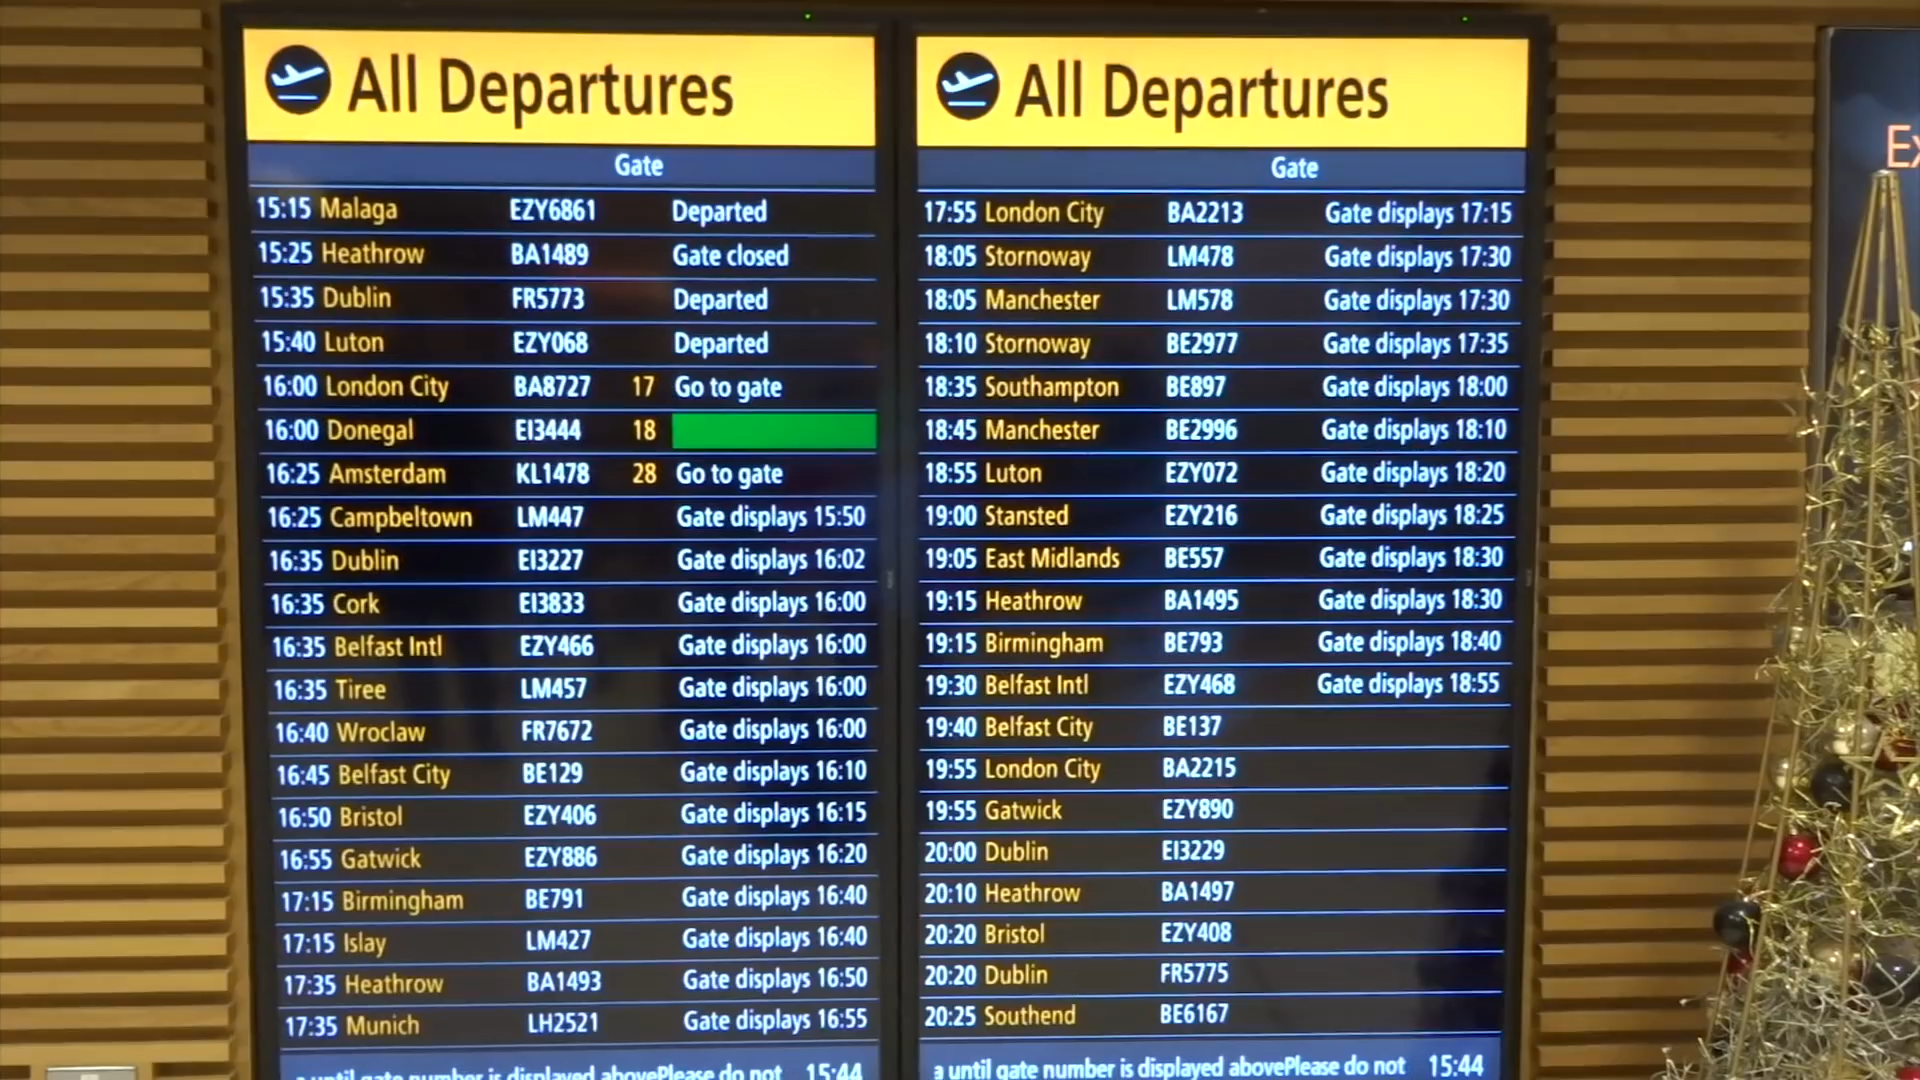 All Departures
Gate
15:15 Malaga EZY6861 Departed
15:25 Heathrow BA1489 Gate closed
15:35 Dublin FR5773 Departed
15:40 Luton EZY068 Departed
16:00 London City BA8727 17 Go to gate
16:00 Donegal EI3444 18
16:25 Amsterdam KL1478 28 Go to gate
16:25 Campbeltown LM447 Gate displays 15:50
16:35 Dublin EI3227 Gate displays 16:02
16:35 Cork EI3833 Gate displays 16:00
16:35 Belfast Intl EZY466 Gate displays 16:00
16:35 Tiree LM457 Gate displays 16:00
16:40 Wroclaw FR7672 Gate displays 16:00
16:45 Belfast City BE129 Gate displays 16:10
16:50 Bristol EZY406 Gate displays 16:15
16:55 Gatwick EZY886 Gate displays 16:20
17:15 Birmingham BE791 Gate displays 16:40
17:15 Islay LM427 Gate displays 16:40
17:35 Heathrow BA1493 Gate displays 16:50
17:35 Munich LH2521 Gate displays 16:55
until gate number is displayed abovePlease do not 15:44
All Departures
Gate
17:55 London City BA2213 Gate displays 17:15
18:05 Stornoway LM478 Gate displays 17:30
18:05 Manchester LM578 Gate displays 17:30
18:10 Stornoway BE2977 Gate displays 17:35
18:35 Southampton BE897 Gate displays 18:00
18:45 Manchester BE2996 Gate displays 18:10
18:55 Luton EZY072 Gate displays 18:20
19:00 Stansted EZY216 Gate displays 18:25
19:05 East Midlands BE557 Gate displays 18:30
19:15 Heathrow BA1495 Gate displays 18:30
19:15 Birmingham BE793 Gate displays 18:40
19:30 Belfast Intl EZY468 Gate displays 18:55
19:40 Belfast City BE137
19:55 London City BA2215
19:55 Gatwick EZY890
20:00 Dublin EI3229
20:10 Heathrow BA1497
20:20 Bristol EZY408
20:20 Dublin FR5775
20:25 Southend BE6167
until gate number is displayed abovePlease do not 15:44